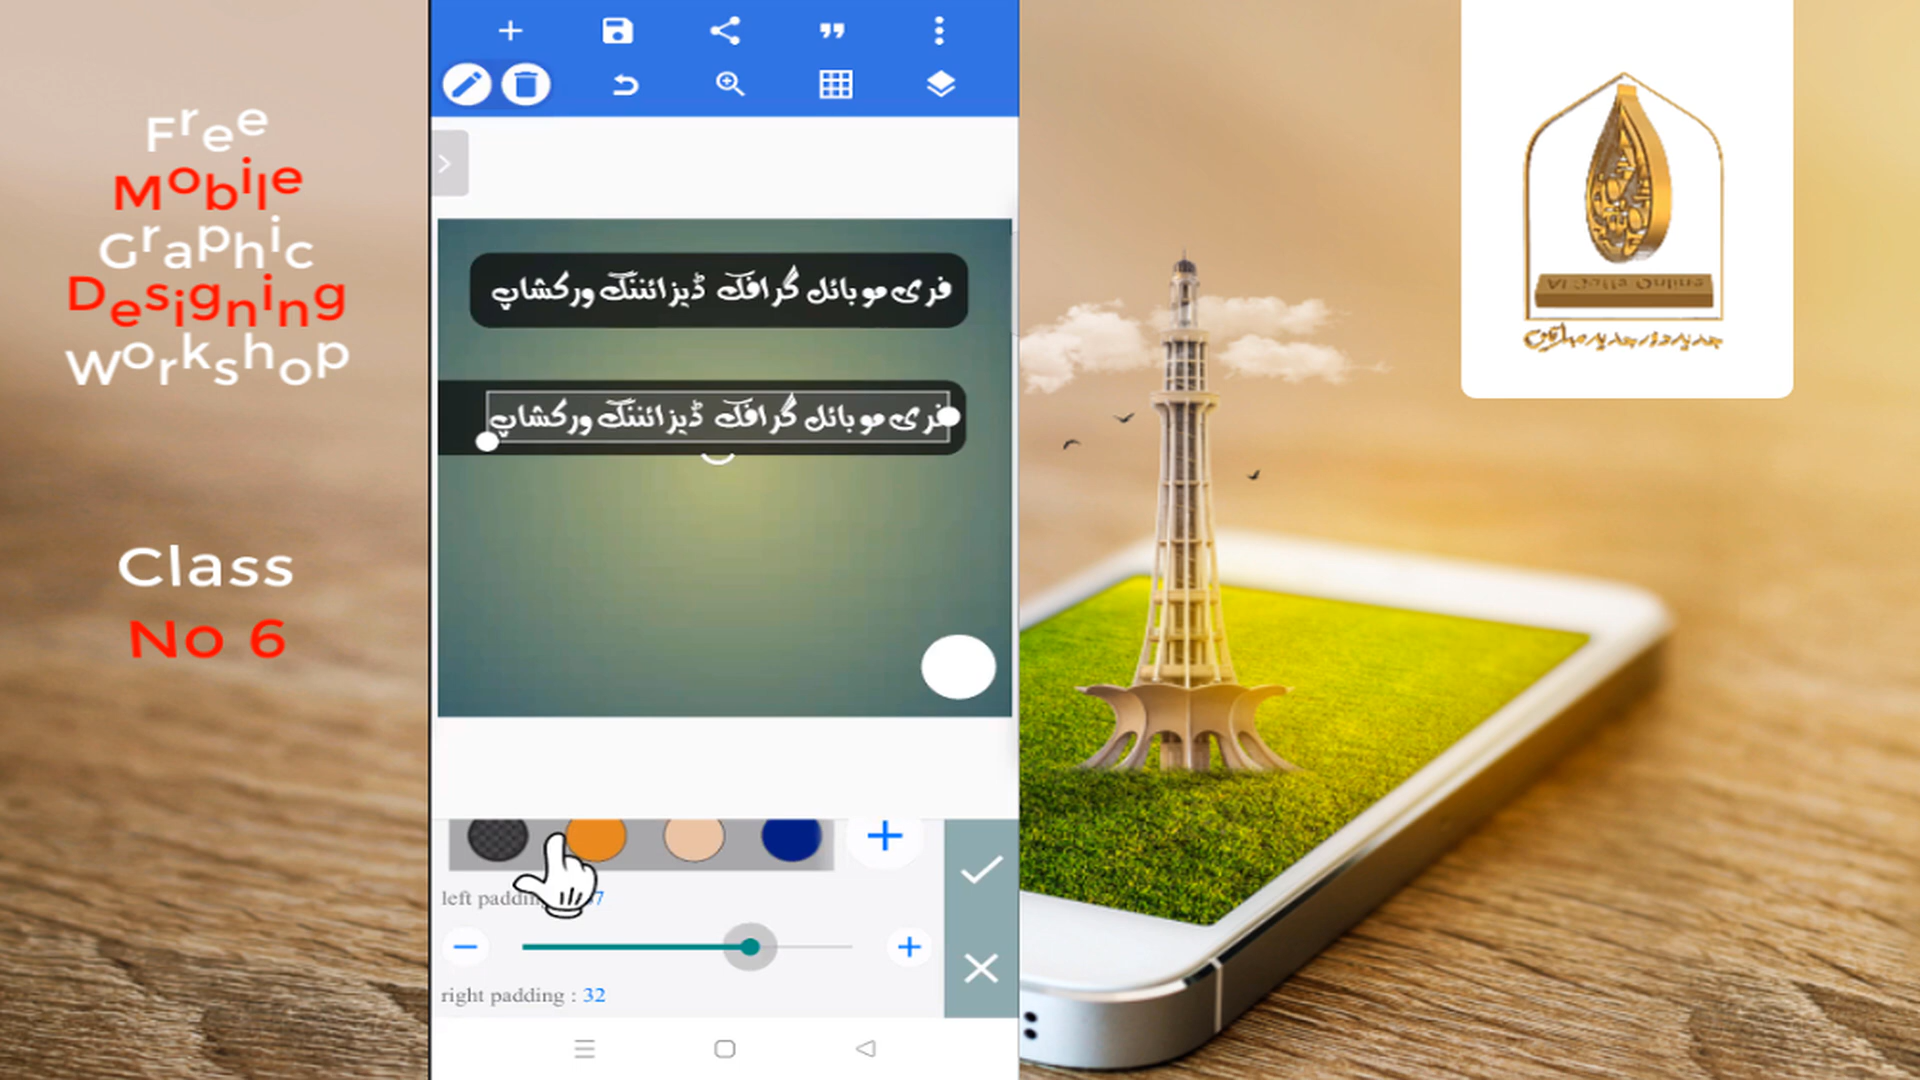 Free
Mobile
Graphic
Designing
Workshop
Class
No 6
فری موبائل گرافک ڈیزائننگ ورکشاپ
فری موبائل گرافک ڈیزائننگ ورکشاپ
right padding : 32
left